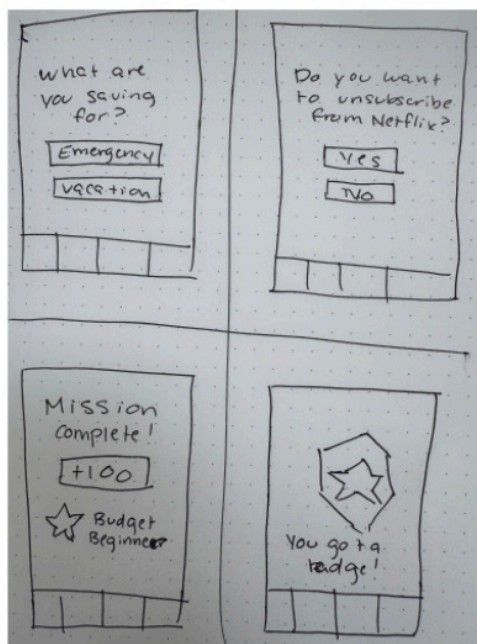 What are
you saving
for?
Emergency
vacation
Do you want
to unsubscribe
from Netflix?
Yes
No
Mission
complete!
+100
Budget
Beginner
You got a
badge!